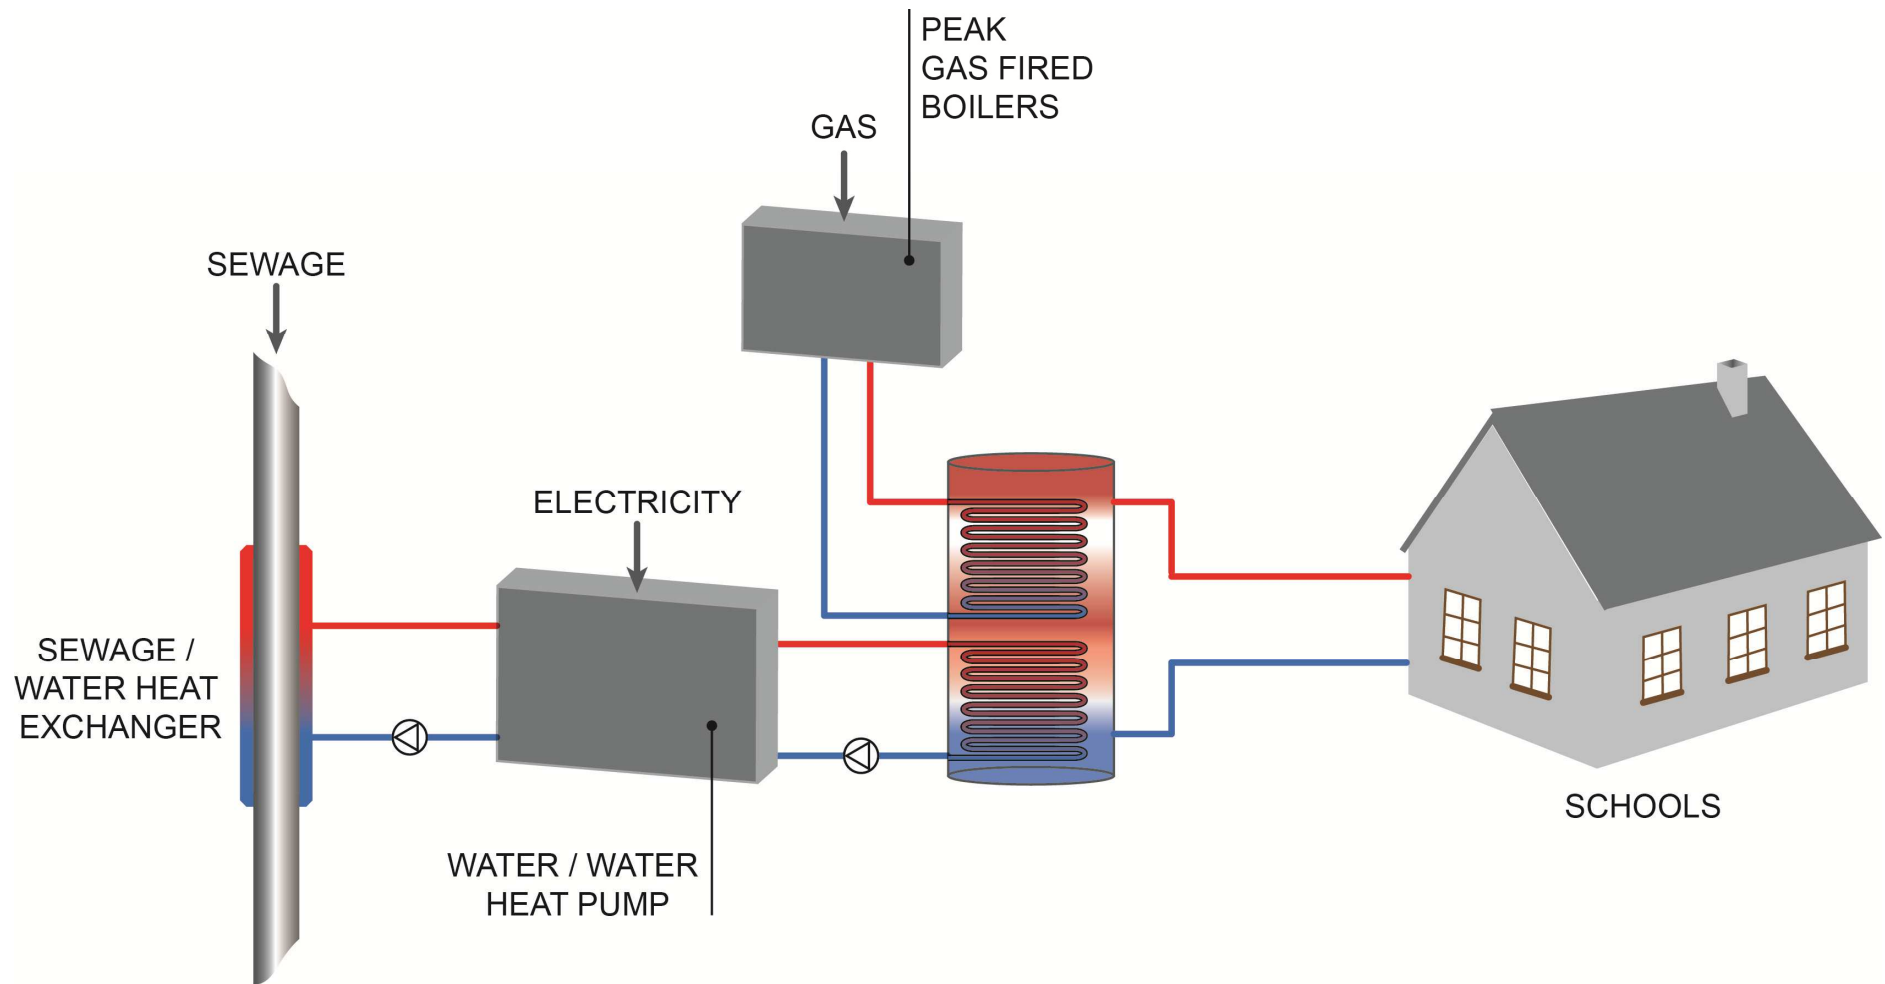 PEAK
GAS FIRED
BOILERS
GAS
SEWAGE
ELECTRICITY
SEWAGE /
WATER HEAT
EXCHANGER
SCHOOLS
WATER / WATER
HEAT PUMP